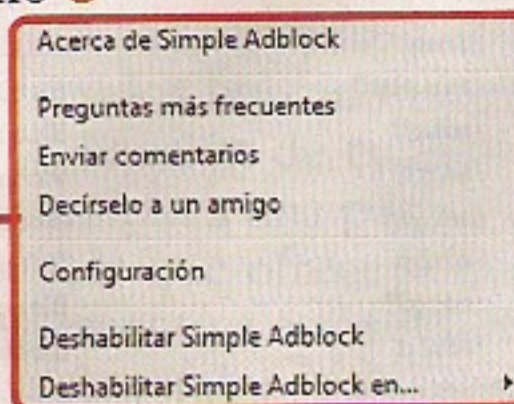 Acerca de Simple Adblock
Preguntas más frecuentes
Enviar comentarios
Decírselo a un amigo
Configuración
Deshabilitar Simple Adblock
Deshabilitar Simple Adblock en...